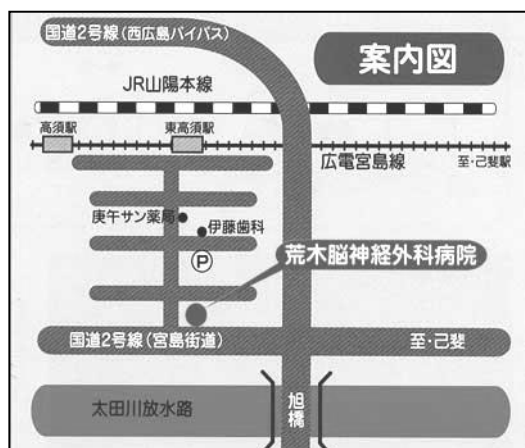 国道2号線(西広島バイパス)
案内図
JR山陽本線
高須駅
東高須駅
広電宮島線
至・己斐駅
庚午サン薬局
伊藤歯科
P
荒木脳神経外科病院
国道2号線(宮島街道)
至・己斐
太田川放水路
旭橋